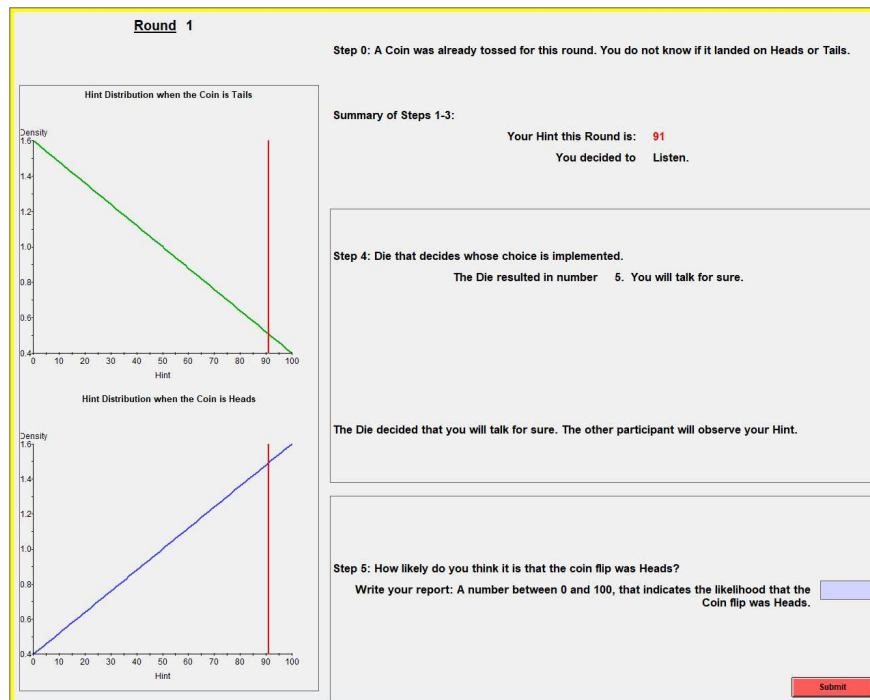 Round 1
Step 0: A Coin was already tossed for this round. You do not know if it landed on Heads or Tails.
Hint Distribution when the Coin is Tails
Density
1.6
1.4
1.2
1.0
0.8
0.6
0.4
0 10 20 30 40 50 60 70 80 90 100
Hint
Hint Distribution when the Coin is Heads
Density
1.6
1.4
1.2
1.0
0.8
0.6
0.4
0 10 20 30 40 50 60 70 80 90 100
Hint
Summary of Steps 1-3:
Your Hint this Round is: 91
You decided to Listen.
Step 4: Die that decides whose choice is implemented.
The Die resulted in number 5. You will talk for sure.
The Die decided that you will talk for sure. The other participant will observe your Hint.
Step 5: How likely do you think it is that the coin flip was Heads?
Write your report: A number between 0 and 100, that indicates the likelihood that the
Coin flip was Heads.
Submit